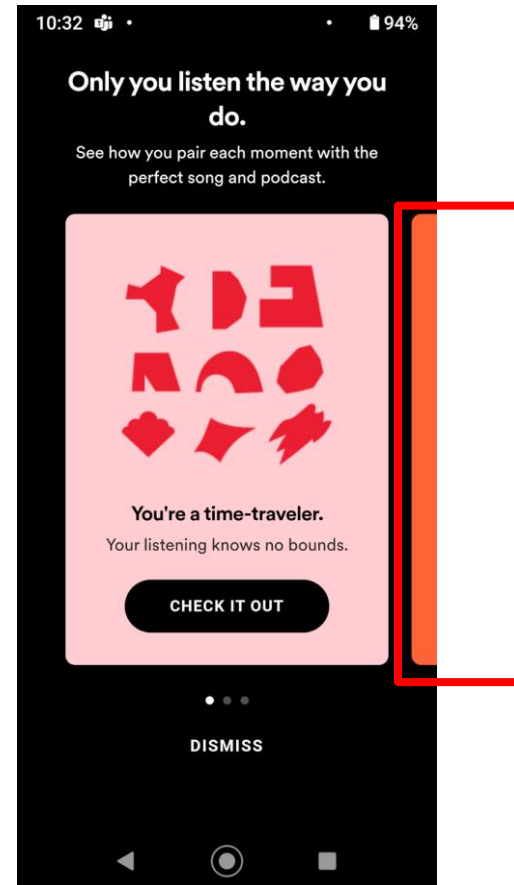 10:32
94%
Only you listen the way you
do.
See how you pair each moment with the
perfect song and podcast.
You're a time-traveler.
Your listening knows no bounds.
CHECK IT OUT
DISMISS